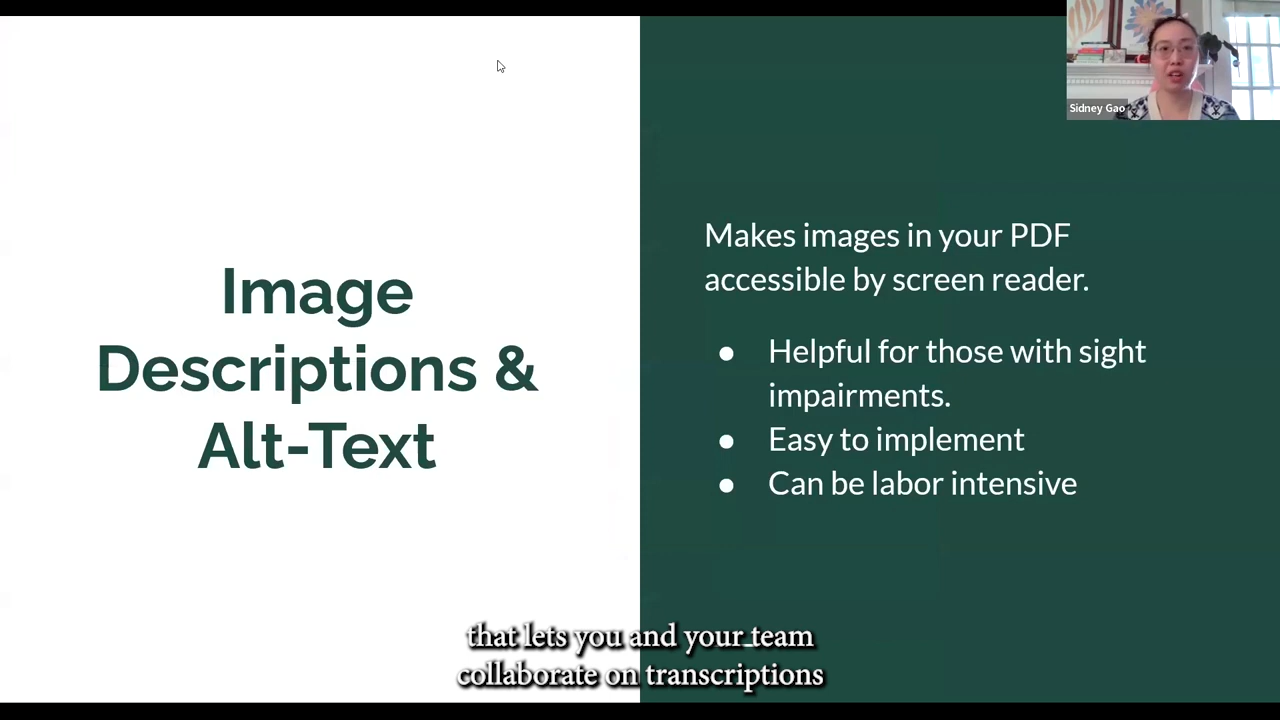 Sidney Gao
Image
Descriptions &
Alt-Text
Makes images in your PDF
accessible by screen reader.
● Helpful for those with sight
impairments.
● Easy to implement
● Can be labor intensive
that lets you and your team
collaborate on transcriptions